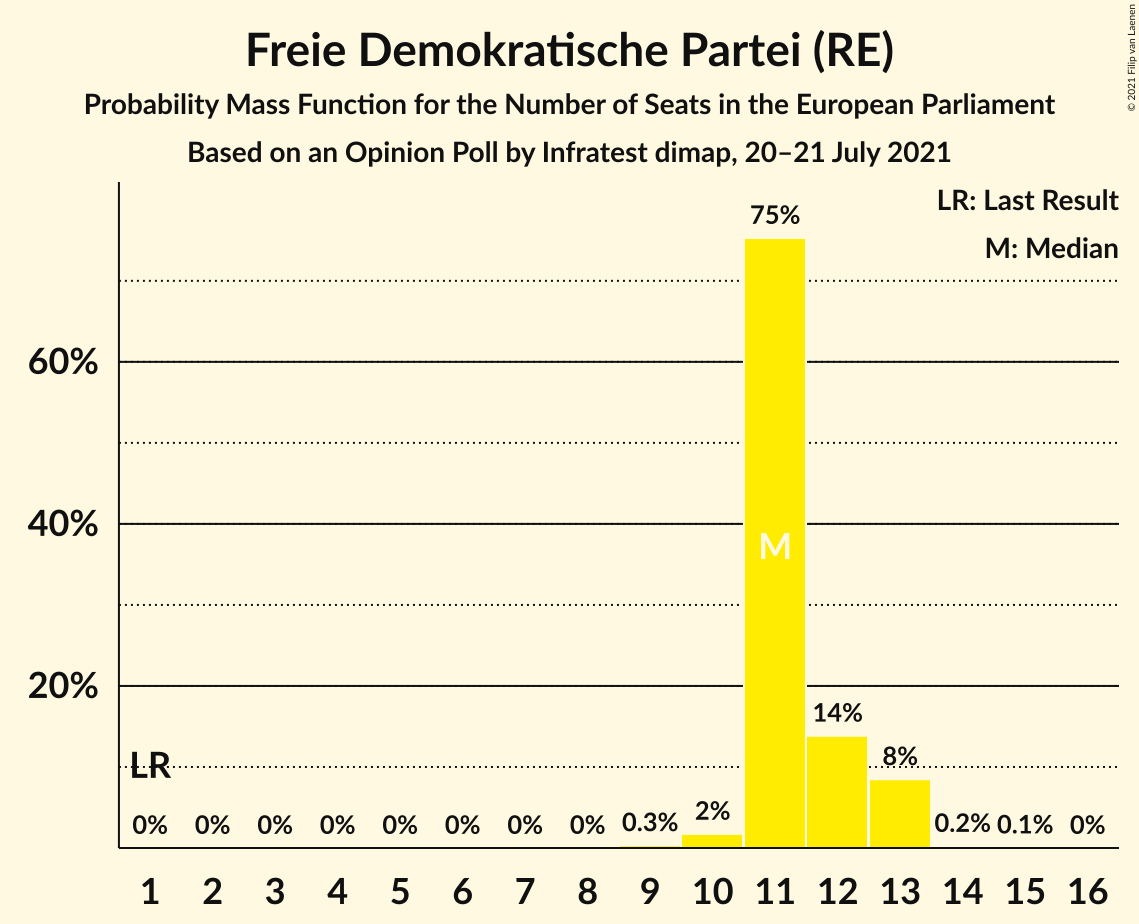 © 2021 Filip van Laenen
Freie Demokratische Partei (RE)
Probability Mass Function for the Number of Seats in the European Parliament
Based on an Opinion Poll by Infratest dimap, 20–21 July 2021
LR: Last Result
M: Median
75%
60%
40%
M
20%
14%
8%
LR
0% 0% 0% 0% 0% 0% 0% 0% 0.3% 2% 0.2% 0.1% 0%
1 2 3 4 5 6 7 8 9 10 11 12 13 14 15 16